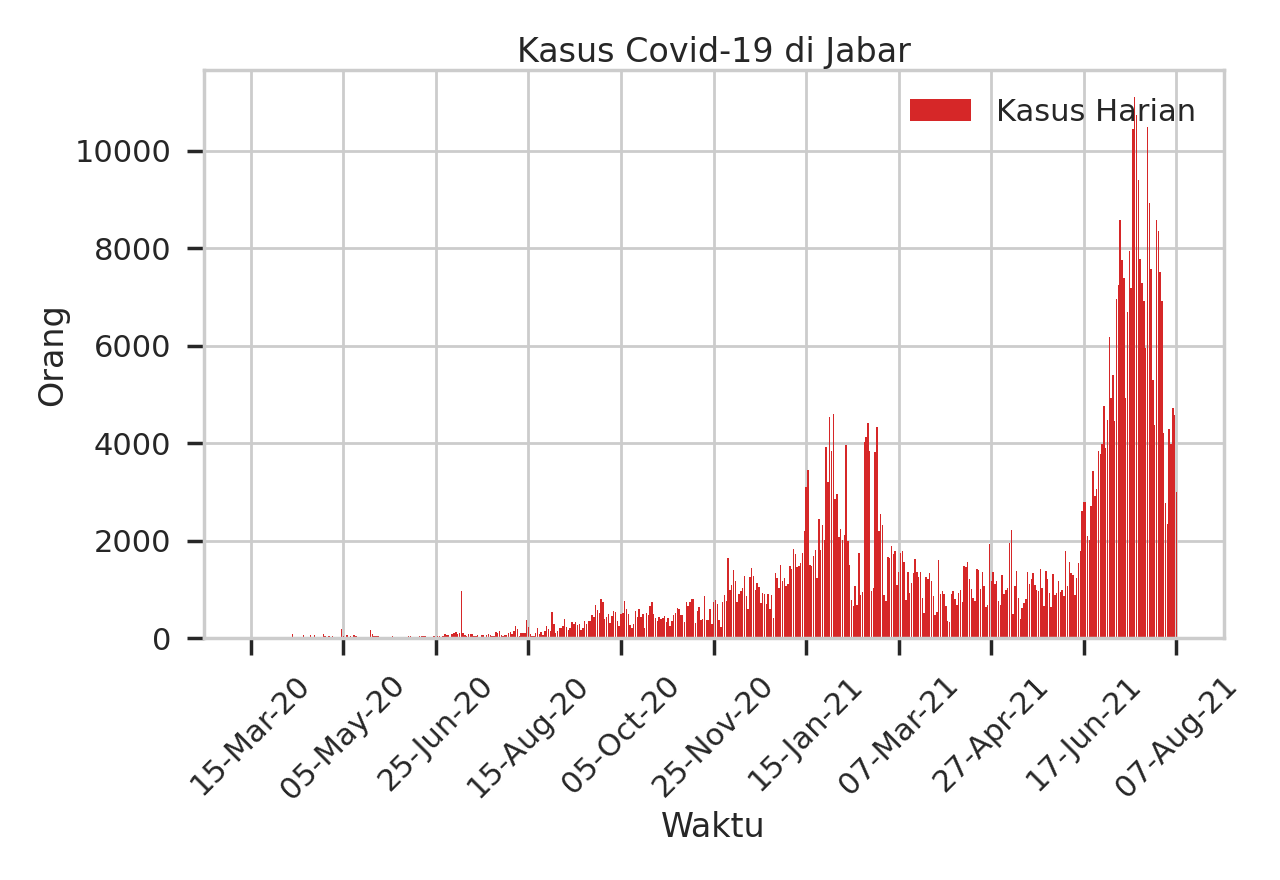 Kasus Covid-19 di Jabar
Kasus Harian
Orang
10000
8000
6000
4000
2000
0
15-Mar-20
05-May-20
25-Jun-20
15-Aug-20
05-Oct-20
25-Nov-20
15-Jan-21
07-Mar-21
27-Apr-21
17-Jun-21
07-Aug-21
Waktu